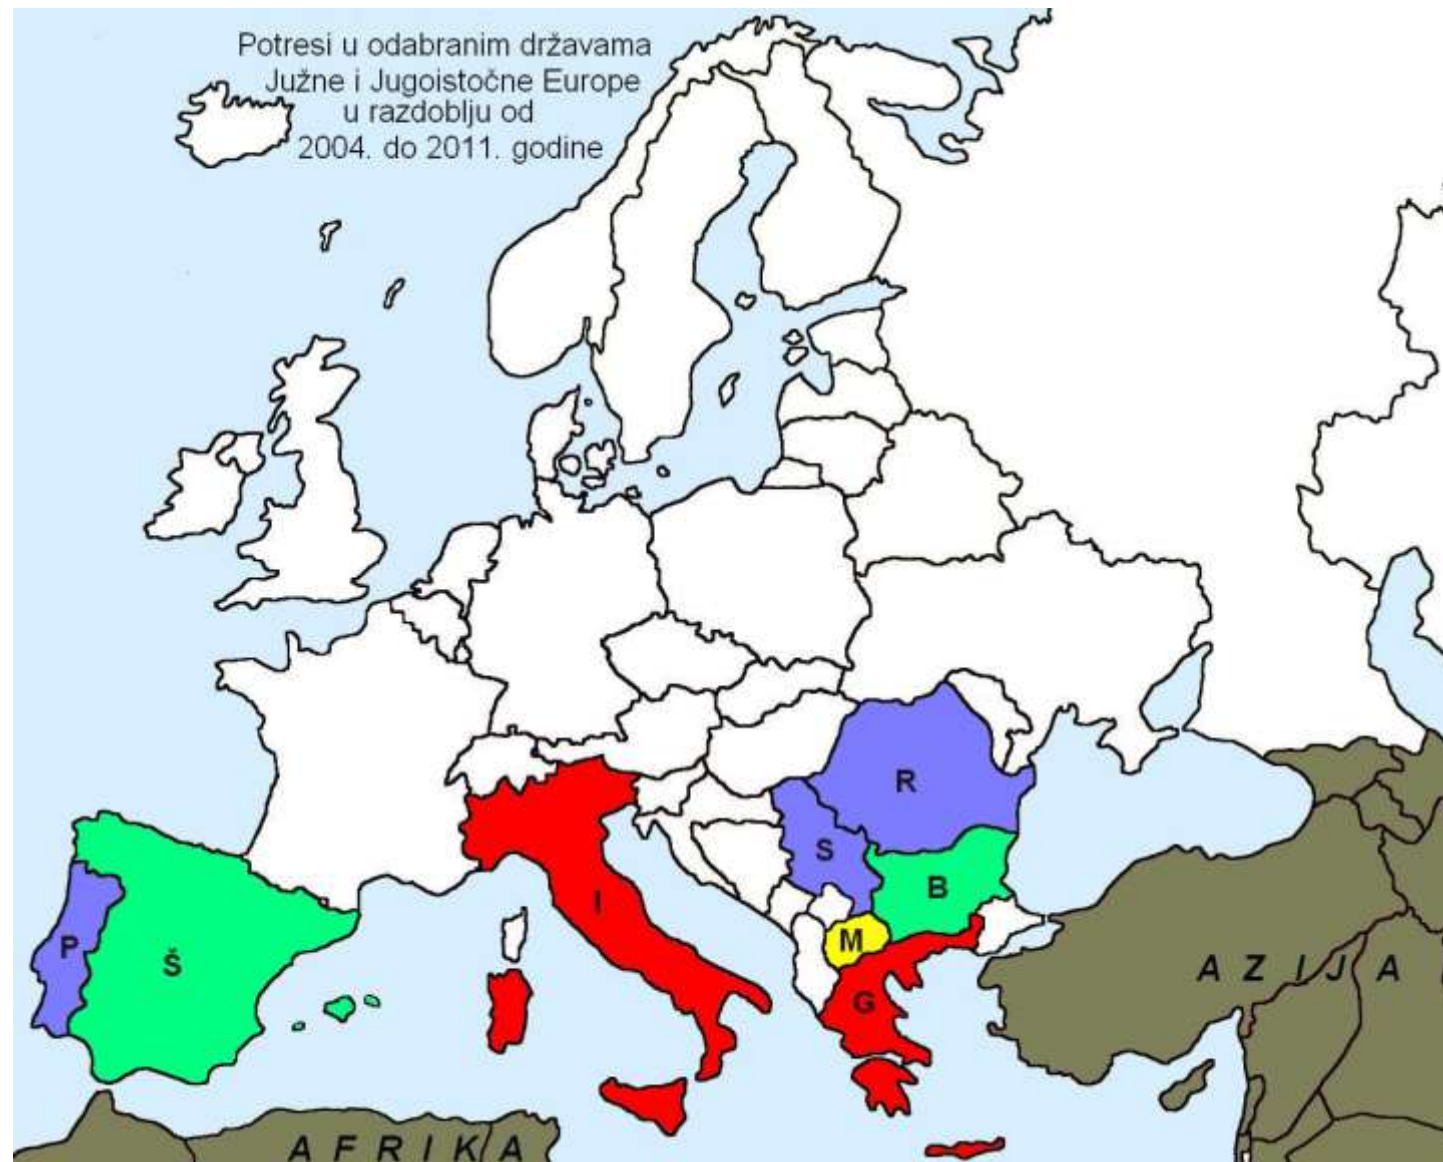 Potresi u odabranim državama
Južne i Jugoistočne Europe
u razdoblju od
2004. do 2011. godine
R
S
B
I
M
P
Š
G
AZIJA
AFRIKA